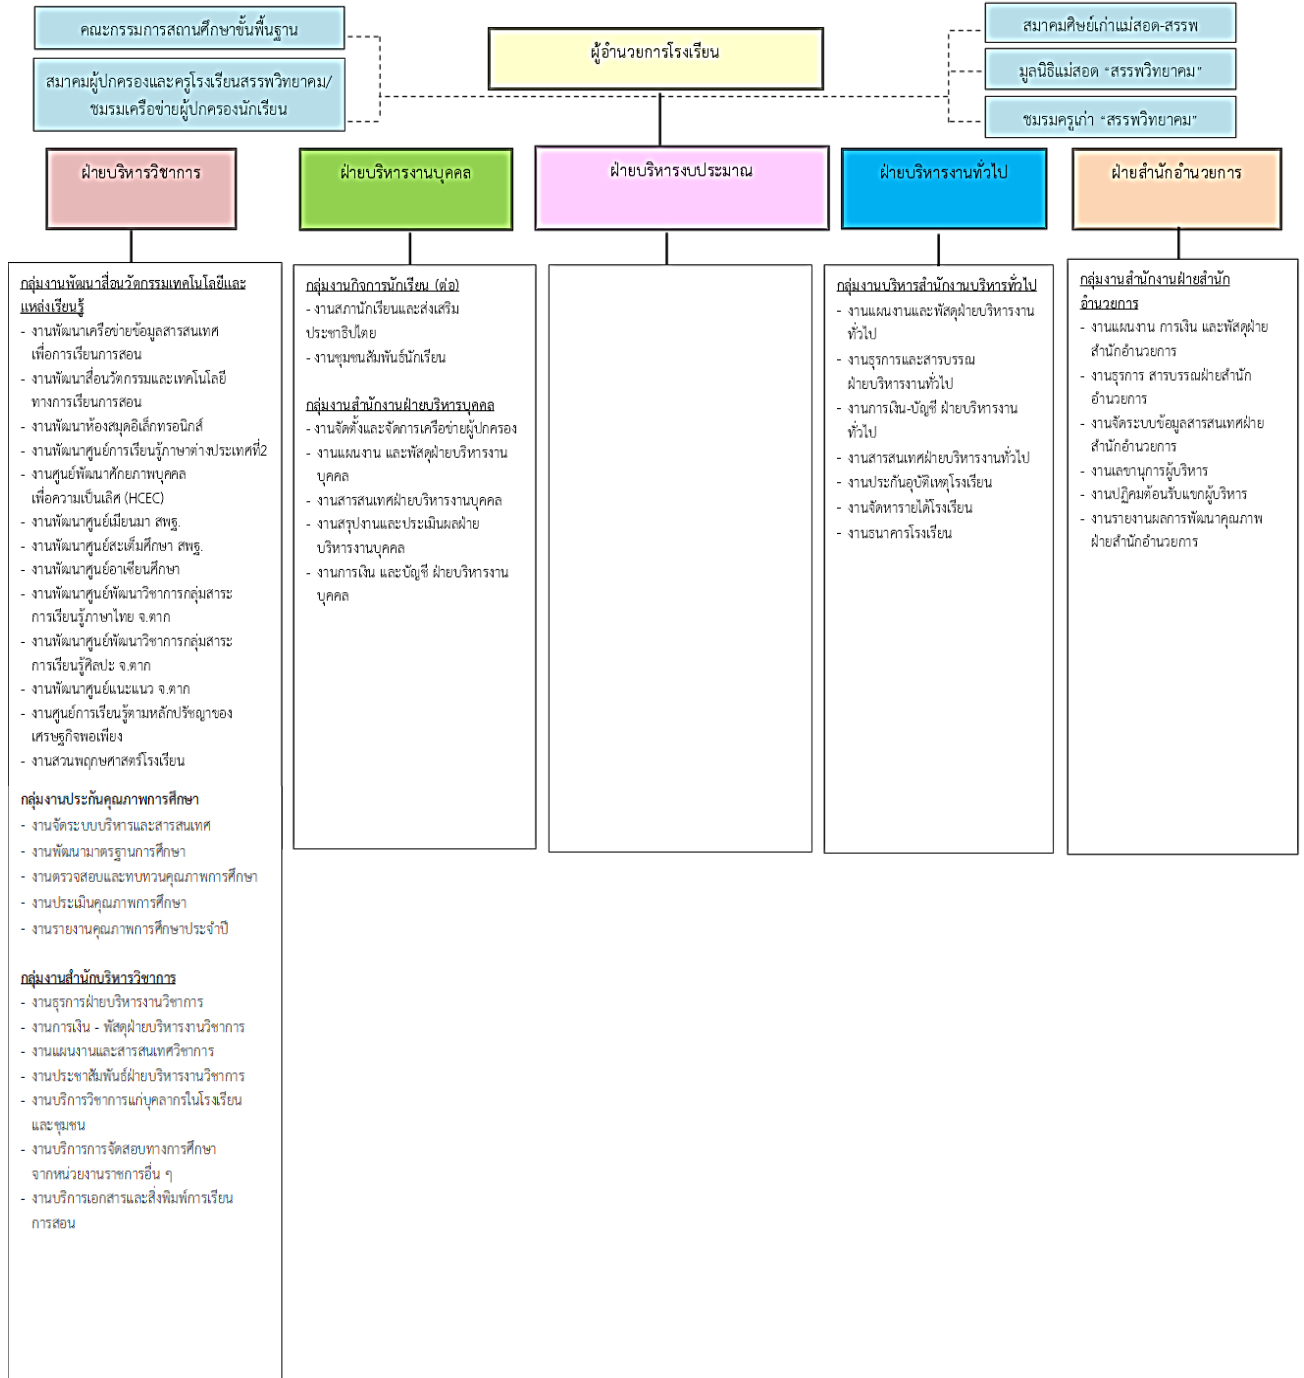 คณะกรรมการสถานศึกษาขั้นพื้นฐาน
สมาคมผู้ปกครองและครูโรงเรียนสรรพวิทยาคม/
ชมรมเครือข่ายผู้ปกครองนักเรียน
ผู้อำนวยการโรงเรียน
สมาคมศิษย์เก่าแม่สอด-สรรพ
มูลนิธิแม่สอด “สรรพวิทยาคม”
ชมรมครูเก่า “สรรพวิทยาคม”
ฝ่ายบริหารวิชาการ
ฝ่ายบริหารงานบุคคล
ฝ่ายบริหารงบประมาณ
ฝ่ายบริหารงานทั่วไป
ฝ่ายสำนักอำนวยการ
กลุ่มงานพัฒนาสื่อนวัตกรรมเทคโนโลยีและ
แหล่งเรียนรู้
- งานพัฒนาเครือข่ายข้อมูลสารสนเทศ
เพื่อการเรียนการสอน
- งานพัฒนาสื่อนวัตกรรมและเทคโนโลยี
ทางการเรียนการสอน
- งานพัฒนาห้องสมุดอิเล็กทรอนิกส์
- งานพัฒนาศูนย์การเรียนรู้ภาษาต่างประเทศที่2
- งานศูนย์พัฒนาศักยภาพบุคคล
เพื่อความเป็นเลิศ (HCEC)
- งานพัฒนาศูนย์เมียนมา สพฐ.
- งานพัฒนาศูนย์สะเต็มศึกษา สพฐ.
- งานพัฒนาศูนย์อาเซียนศึกษา
- งานพัฒนาศูนย์พัฒนาวิชาการกลุ่มสาระ
การเรียนรู้ภาษาไทย จ.ตาก
- งานพัฒนาศูนย์พัฒนาวิชาการกลุ่มสาระ
การเรียนรู้ศิลปะ จ.ตาก
- งานพัฒนาศูนย์แนะแนว จ.ตาก
- งานศูนย์การเรียนรู้ตามหลักปรัชญาของ
เศรษฐกิจพอเพียง
- งานสวนพฤกษศาสตร์โรงเรียน
กลุ่มงานประกันคุณภาพการศึกษา
- งานจัดระบบบริหารและสารสนเทศ
- งานพัฒนามาตรฐานการศึกษา
- งานตรวจสอบและทบทวนคุณภาพการศึกษา
- งานประเมินคุณภาพการศึกษา
- งานรายงานคุณภาพการศึกษาประจำปี
กลุ่มงานสำนักบริหารวิชาการ
- งานธุรการฝ่ายบริหารงานวิชาการ
- งานการเงิน - พัสดุฝ่ายบริหารงานวิชาการ
- งานแผนงานและสารสนเทศวิชาการ
- งานประชาสัมพันธ์ฝ่ายบริหารงานวิชาการ
- งานบริการวิชาการแก่บุคลากรในโรงเรียน
และชุมชน
- งานบริการการจัดสอบทางการศึกษา
จากหน่วยงานราชการอื่น ๆ
- งานบริการเอกสารและสิ่งพิมพ์การเรียน
การสอน
กลุ่มงานกิจการนักเรียน (ต่อ)
- งานสภานักเรียนและส่งเสริม
ประชาธิปไตย
- งานชุมชนสัมพันธ์นักเรียน
กลุ่มงานสำนักงานฝ่ายบริหารบุคคล
- งานจัดตั้งและจัดการเครือข่ายผู้ปกครอง
- งานแผนงาน และพัสดุฝ่ายบริหารงาน
บุคคล
- งานสารสนเทศฝ่ายบริหารงานบุคคล
- งานสรุปงานและประเมินผลฝ่าย
บริหารงานบุคคล
- งานการเงิน และบัญชี ฝ่ายบริหารงาน
บุคคล
กลุ่มงานบริหารสำนักงานบริหารทั่วไป
- งานแผนงานและพัสดุฝ่ายบริหารงาน
ทั่วไป
- งานธุรการและสารบรรณ
ฝ่ายบริหารงานทั่วไป
- งานการเงิน-บัญชี ฝ่ายบริหารงาน
ทั่วไป
- งานสารสนเทศฝ่ายบริหารงานทั่วไป
- งานประกันอุบัติเหตุโรงเรียน
- งานจัดหารายได้โรงเรียน
- งานธนาคารโรงเรียน
กลุ่มงานสำนักงานฝ่ายสำนัก
อำนวยการ
- งานแผนงาน การเงิน และพัสดุฝ่าย
สำนักอำนวยการ
- งานธุรการ สารบรรณฝ่ายสำนัก
อำนวยการ
- งานจัดระบบข้อมูลสารสนเทศฝ่าย
สำนักอำนวยการ
- งานเลขานุการผู้บริหาร
- งานปฏิคมต้อนรับแขกผู้บริหาร
- งานรายงานผลการพัฒนาคุณภาพ
ฝ่ายสำนักอำนวยการ